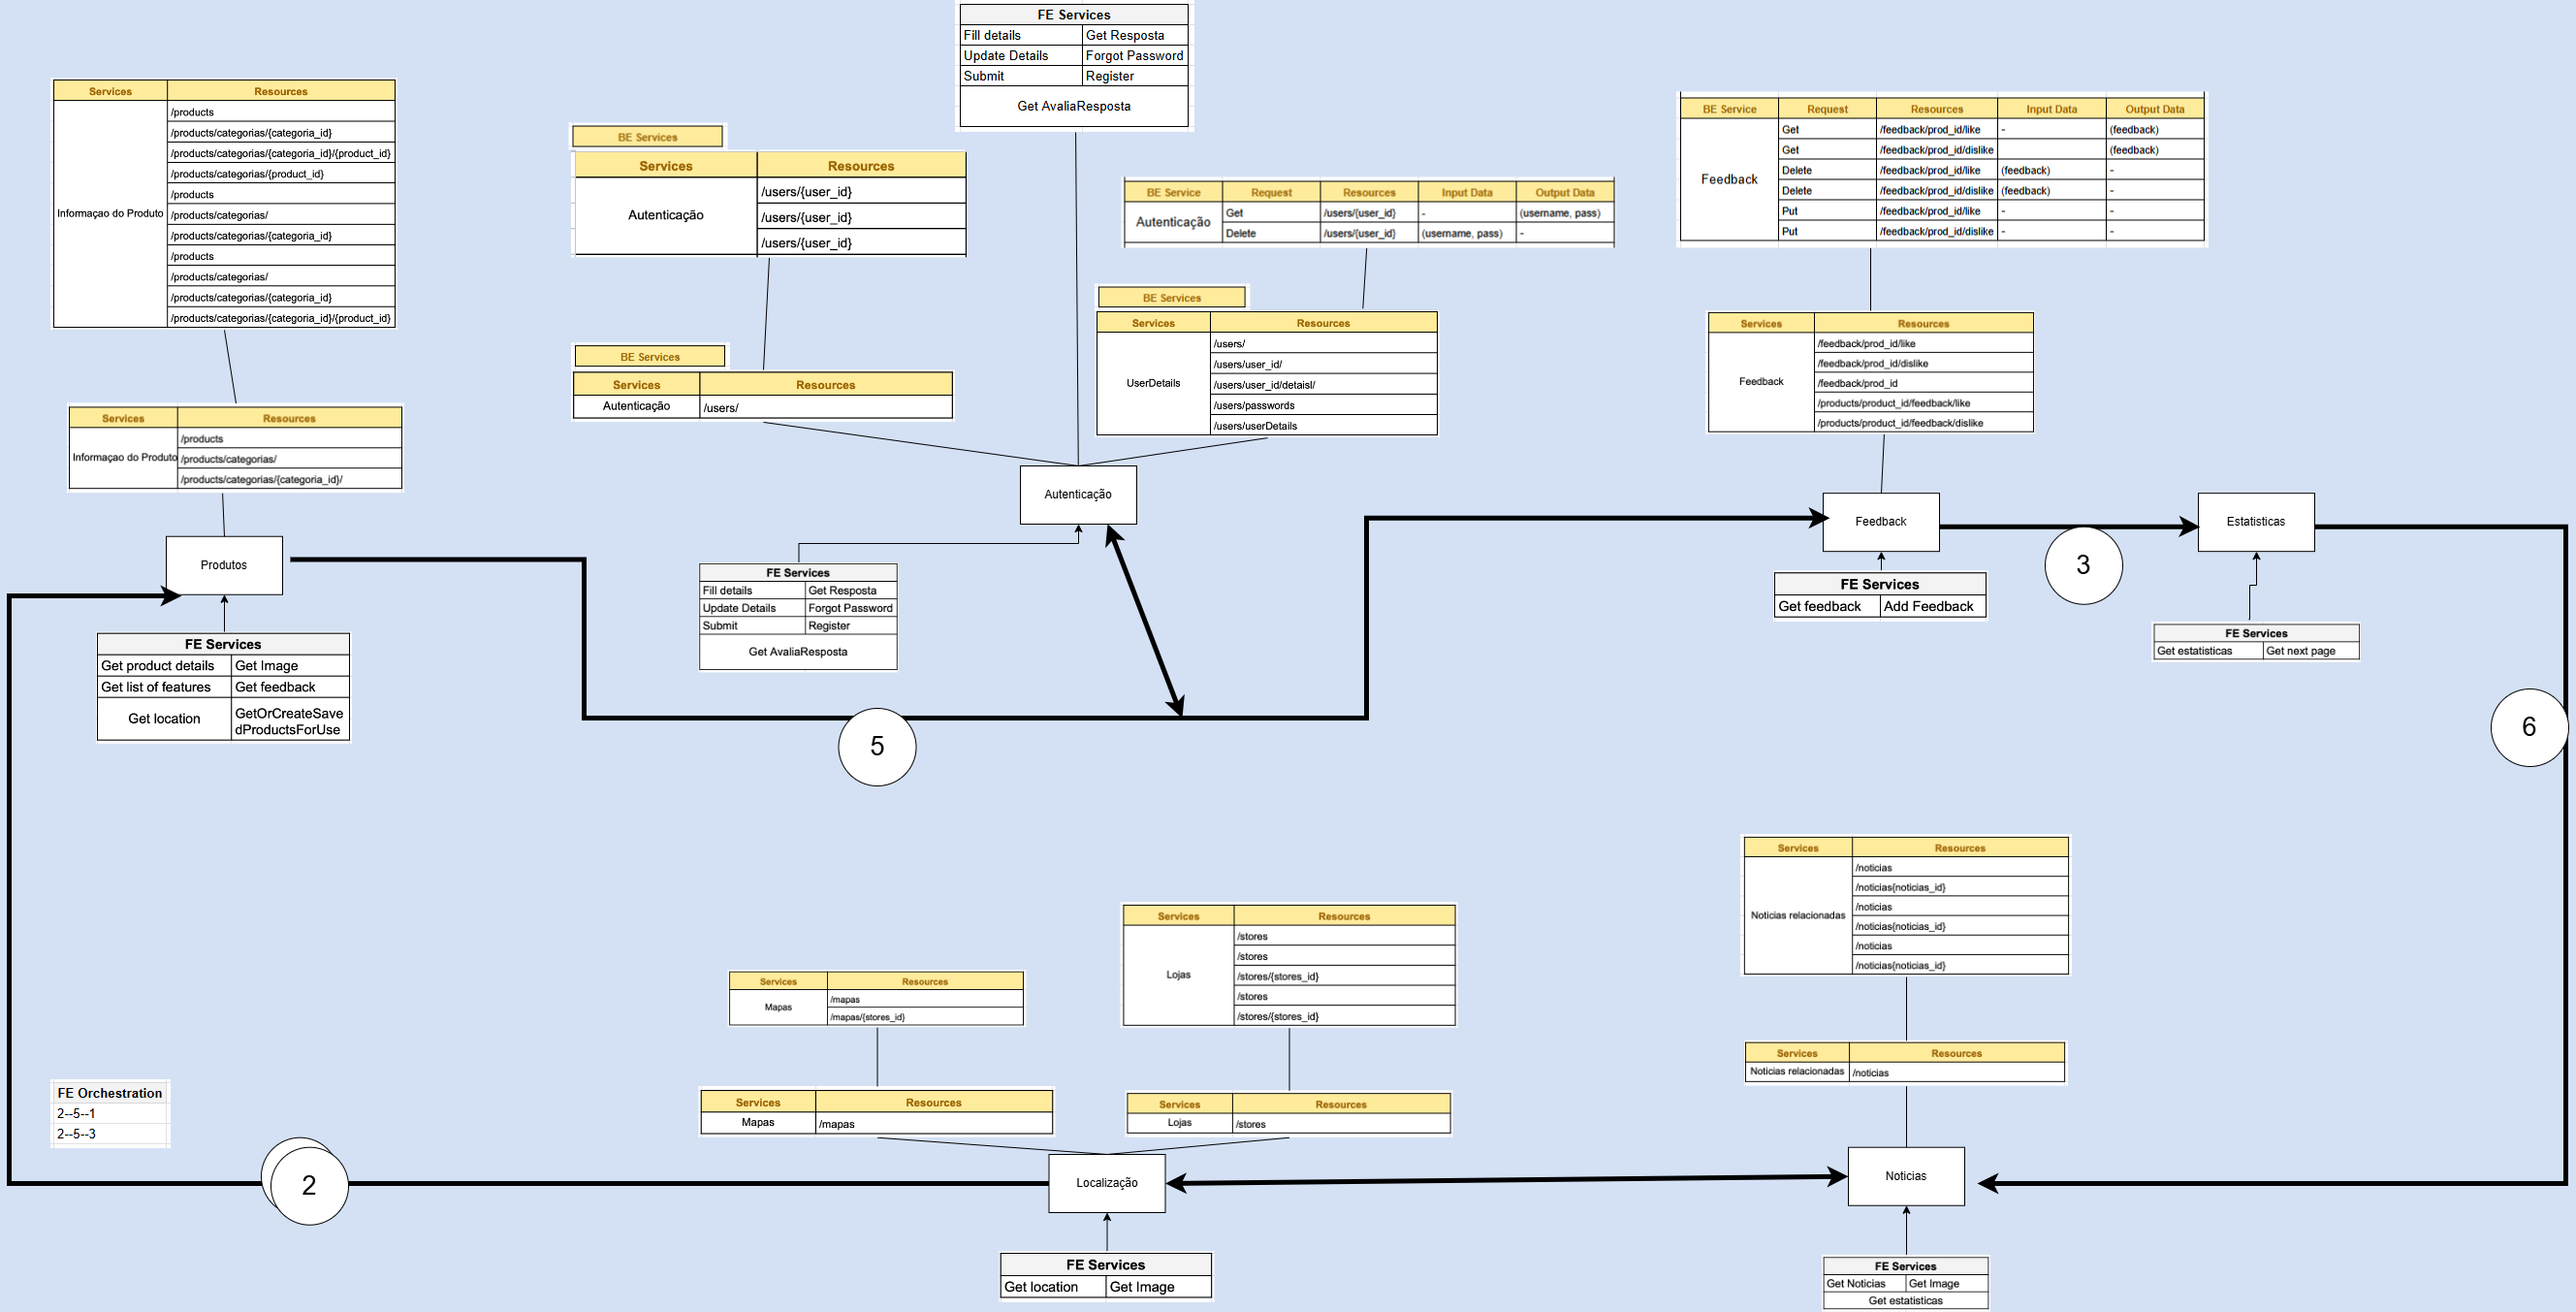 FE Services
Fill details Get Resposta
Update Details Forgot Password
Submit Register
Get AvaliaResposta
Services Resources
Informaçao do Produto
/products
/products/categorias/{categoria_id}
/products/categorias/{categoria_id}/{product_id}
/products/categorias/{product_id}
/products
/products/categorias/
/products/categorias/{categoria_id}
/products
/products/categorias/
/products/categorias/{categoria_id}
/products/categorias/{categoria_id}/{product_id}
BE Services
Services Resources
Autenticação
/users/{user_id}
/users/{user_id}
/users/{user_id}
BE Service Request Resources Input Data Output Data
Autenticação
Get /users/{user_id} - (username, pass)
Delete /users/{user_id} (username, pass) -
BE Service Request Resources Input Data Output Data
Feedback
Get /feedback/prod_id/like - (feedback)
Get /feedback/prod_id/dislike (feedback)
Delete /feedback/prod_id/like (feedback) -
Delete /feedback/prod_id/dislike (feedback) -
Put /feedback/prod_id/like - -
Put /feedback/prod_id/dislike - -
BE Services
Services Resources
UserDetails
/users/
/users/user_id/
/users/user_id/detaisl/
/users/passwords
/users/userDetails
Services Resources
Feedback
/feedback/prod_id/like
/feedback/prod_id/dislike
/feedback/prod_id
/products/product_id/feedback/like
/products/product_id/feedback/dislike
BE Services
Services Resources
Autenticação /users/
Services Resources
Informaçao do Produto
/products
/products/categorias/
/products/categorias/{categoria_id}/
Autenticação
Feedback
Estatisticas
Produtos
3
FE Services
Fill details Get Resposta
Update Details Forgot Password
Submit Register
Get AvaliaResposta
FE Services
Get feedback Add Feedback
FE Services
Get estatisticas Get next page
FE Services
Get product details Get Image
Get list of features Get feedback
Get location GetOrCreateSave
dProductsForUse
5
6
Services Resources
Noticias relacionadas
/noticias
/noticias{noticias_id}
/noticias
/noticias{noticias_id}
/noticias
/noticias{noticias_id}
Services Resources
Lojas
/stores
/stores
/stores/{stores_id}
/stores
/stores/{stores_id}
Services Resources
Mapas
/mapas
/mapas/{stores_id}
Services Resources
Noticias relacionadas /noticias
FE Orchestration
2--5--1
2--5--3
Services Resources
Mapas /mapas
Services Resources
Lojas /stores
2
Localização
Noticias
FE Services
Get location Get Image
FE Services
Get Noticias Get Image
Get estatisticas